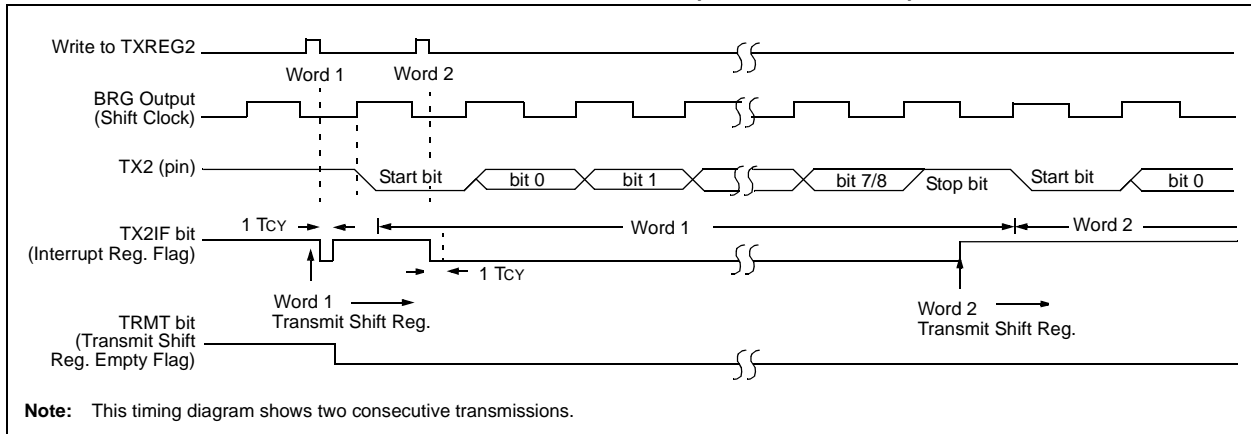 Write to TXREG2
Word 1
Word 2
BRG Output
(Shift Clock)
TX2 (pin)
Start bit
bit 0
bit 1
bit 7/8
Stop bit
Start bit
bit 0
1 TCY
Word 1
Word 2
TX2IF bit
(Interrupt Reg. Flag)
1 TCY
Word 1
Transmit Shift Reg.
Word 2
Transmit Shift Reg.
TRMT bit
(Transmit Shift
Reg. Empty Flag)
Note: This timing diagram shows two consecutive transmissions.